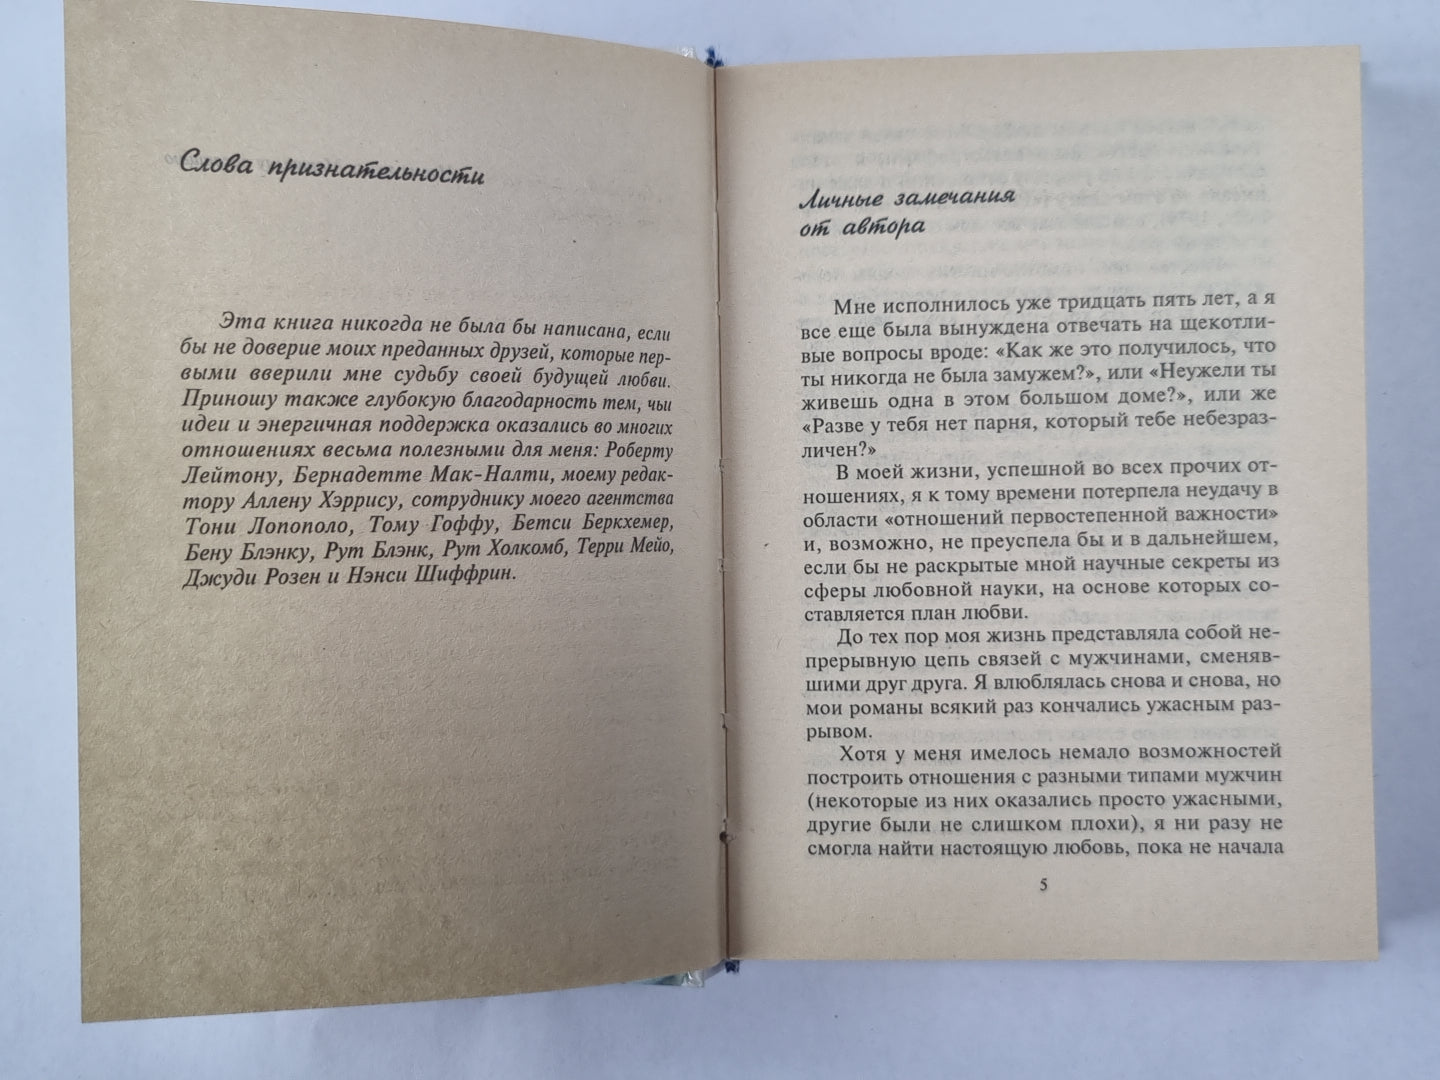 Слова признательности
Эта книга никогда не была бы написана, если
бы не доверие моих преданных друзей, которые пер-
выми вверили мне судьбу своей будущей любви.
Приношу также глубокую благодарность тем, чьи
идеи и энергичная поддержка оказались во многих
отношениях весьма полезными для меня: Роберту
Лейтону, Бернадетте Мак-Налти, моему редак-
тору Аллену Хэррису, сотруднику моего агентства
Тони Лопополо, Тому Гоффу, Бетси Беркхемер,
Бену Блэнку, Рут Блэнк, Рут Холкомб, Терри Мейо,
Джуди Розен и Нэнси Шиффрин.
Личные замечания
от автора
Мне исполнилось уже тридцать пять лет, а я
все еще была вынуждена отвечать на щекотли-
вые вопросы вроде: «Как же это получилось, что
ты никогда не была замужем?», или «Неужели ты
живешь одна в этом большом доме?», или же
«Разве у тебя нет парня, который тебе небезраз-
личен?»
В моей жизни, успешной во всех прочих от-
ношениях, я к тому времени потерпела неудачу в
области «отношений первостепенной важности»
и, возможно, не преуспела бы и в дальнейшем,
если бы не раскрытые мной научные секреты из
сферы любовной науки, на основе которых со-
ставляется план любви.
До тех пор моя жизнь представляла собой не-
прерывную цепь связей с мужчинами, сменяв-
шими друг друга. Я влюблялась снова и снова, но
мои романы всякий раз кончались ужасным раз-
рывом.
Хотя у меня имелось немало возможностей
построить отношения с разными типами мужчин
(некоторые из них оказались просто ужасными,
другие были не слишком плохи), я ни разу не
смогла найти настоящую любовь, пока не начала
5